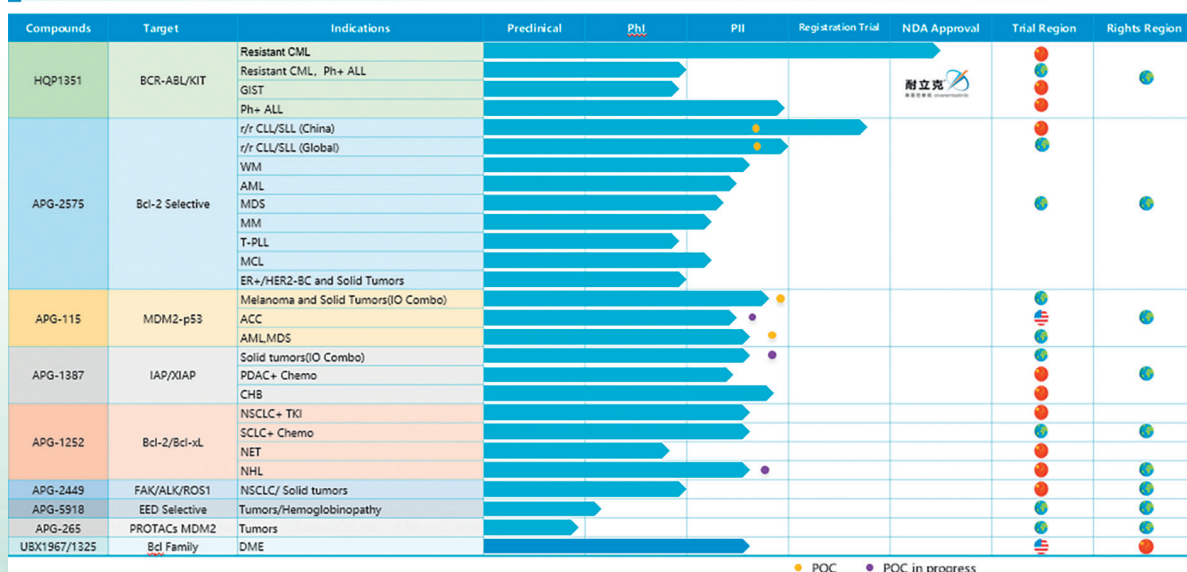 Compounds Target Indications Preclinical PhI PII Registration Trial NDA Approval Trial Region Rights Region
HQP1351 BCR-ABL/KIT
Resistant CML
Resistant CML, Ph+ ALL
GIST
Ph+ ALL
耐立克
APG-2575 Bcl-2 Selective
r/r CLL/SLL (China)
r/r CLL/SLL (Global)
WM
AML
MDS
MM
T-PLL
MCL
ER+/HER2-BC and Solid Tumors
APG-115 MDM2-p53
Melanoma and Solid Tumors(IO Combo)
ACC
AML,MDS
APG-1387 IAP/XIAP
Solid tumors(IO Combo)
PDAC+ Chemo
CHB
APG-1252 Bcl-2/Bcl-xL
NSCLC+ TKI
SCLC+ Chemo
NET
NHL
APG-2449 FAK/ALK/ROS1 NSCLC/ Solid tumors
APG-5918 EED Selective Tumors/Hemoglobinopathy
APG-265 PROTACs MDM2 Tumors
UBX1967/1325 Bcl Family DME
POC POC in progress